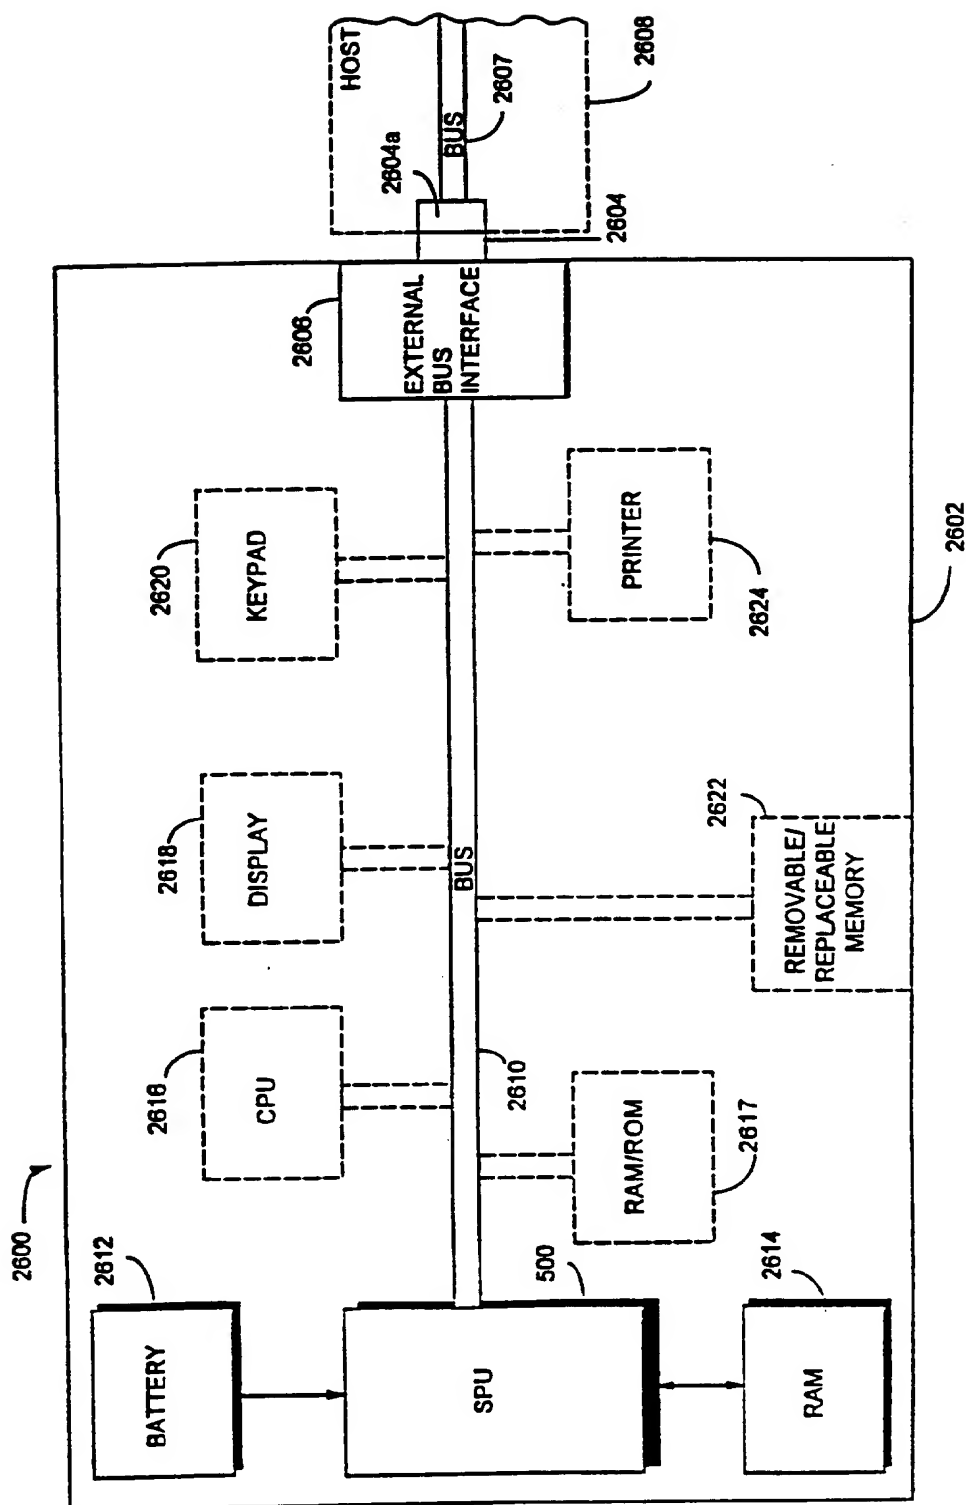 2600
2612
BATTERY
2616
CPU
2618
DISPLAY
2620
KEYPAD
2606
EXTERNAL
BUS
INTERFACE
HOST
2604a
BUS
2607
2604
2608
BUS
2610
SPU
500
RAM/ROM
2617
PRINTER
2624
2622
REMOVABLE/
REPLACEABLE
MEMORY
2614
RAM
2602